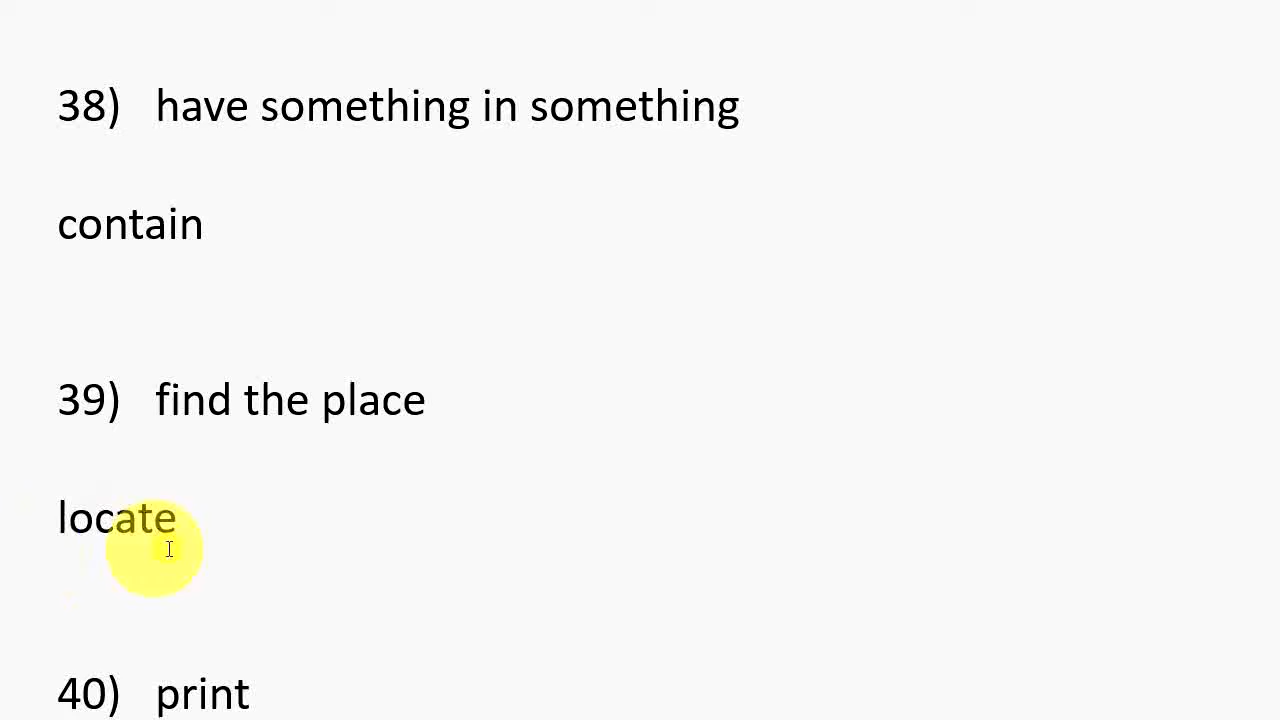 38) have something in something
contain
39) find the place
locate
40) print